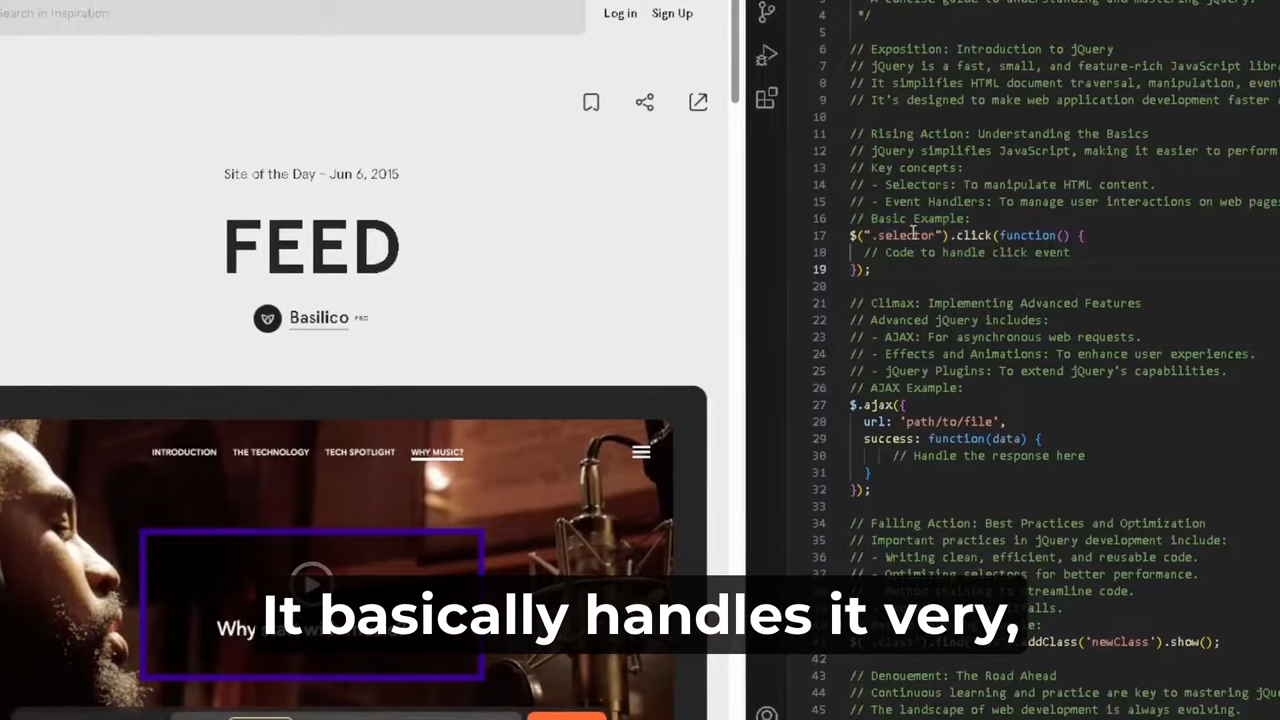 Search in Inspiration
Log in Sign Up
Site of the Day - Jun 6, 2015
FEED
Basilico PRO
INTRODUCTION THE TECHNOLOGY TECH SPOTLIGHT WHY MUSIC?
Why
It basically handles it very,
4 */
5
6 // Exposition: Introduction to jQuery
7 // jQuery is a fast, small, and feature-rich JavaScript
8 // It simplifies HTML document traversal, manipulation,
9 // It's designed to make web application development faster
10
11 // Rising Action: Understanding the Basics
12 // jQuery simplifies JavaScript, making it easier to perform
13 // Key concepts:
14 // - Selectors: To manipulate HTML content.
15 // - Event Handlers: To manage user interactions on web
16 // Basic Example:
17 $(".selector").click(function() {
18 // Code to handle click event
19 });
20
21 // Climax: Implementing Advanced Features
22 // Advanced jQuery includes:
23 // - AJAX: For asynchronous web requests.
24 // - Effects and Animations: To enhance user experiences.
25 // - jQuery Plugins: To extend jQuery's capabilities.
26 // AJAX Example:
27 $.ajax({
28 url: 'path/to/file',
29 success: function(data) {
30 // Handle the response here
31 }
32 });
33
34 // Falling Action: Best Practices and Optimization
35 // Important practices in jQuery development include:
36 // - Writing clean, efficient, and reusable code.
37 // - Optimizing selectors for better performance.
// - Method chaining to streamline code.
addClass('newClass').show();
42
43 // Denouement: The Road Ahead
44 // Continuous learning and practice are key to mastering
45 // The landscape of web development is always evolving.